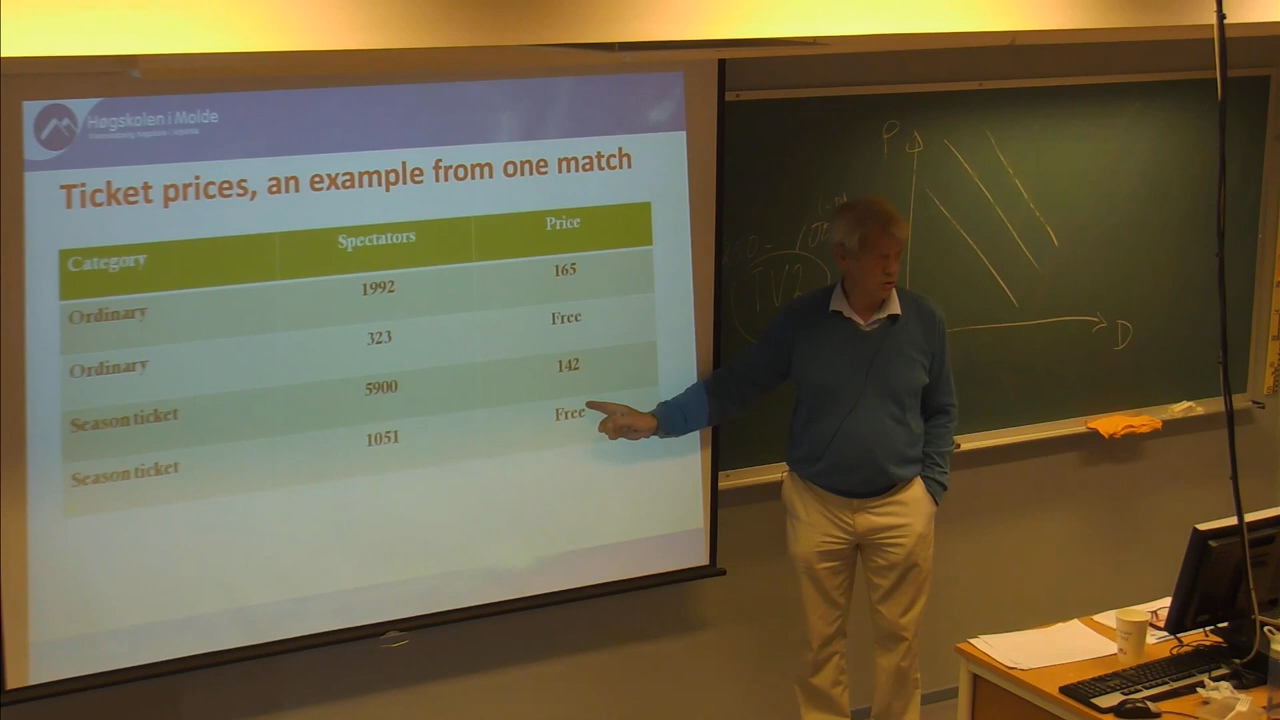 Høgskolen i Molde
Ticket prices, an example from one match
Category Spectators Price
Ordinary 1992 165
Ordinary 323 Free
Season ticket 5900 142
Season ticket 1051 Free
P
TV2
D